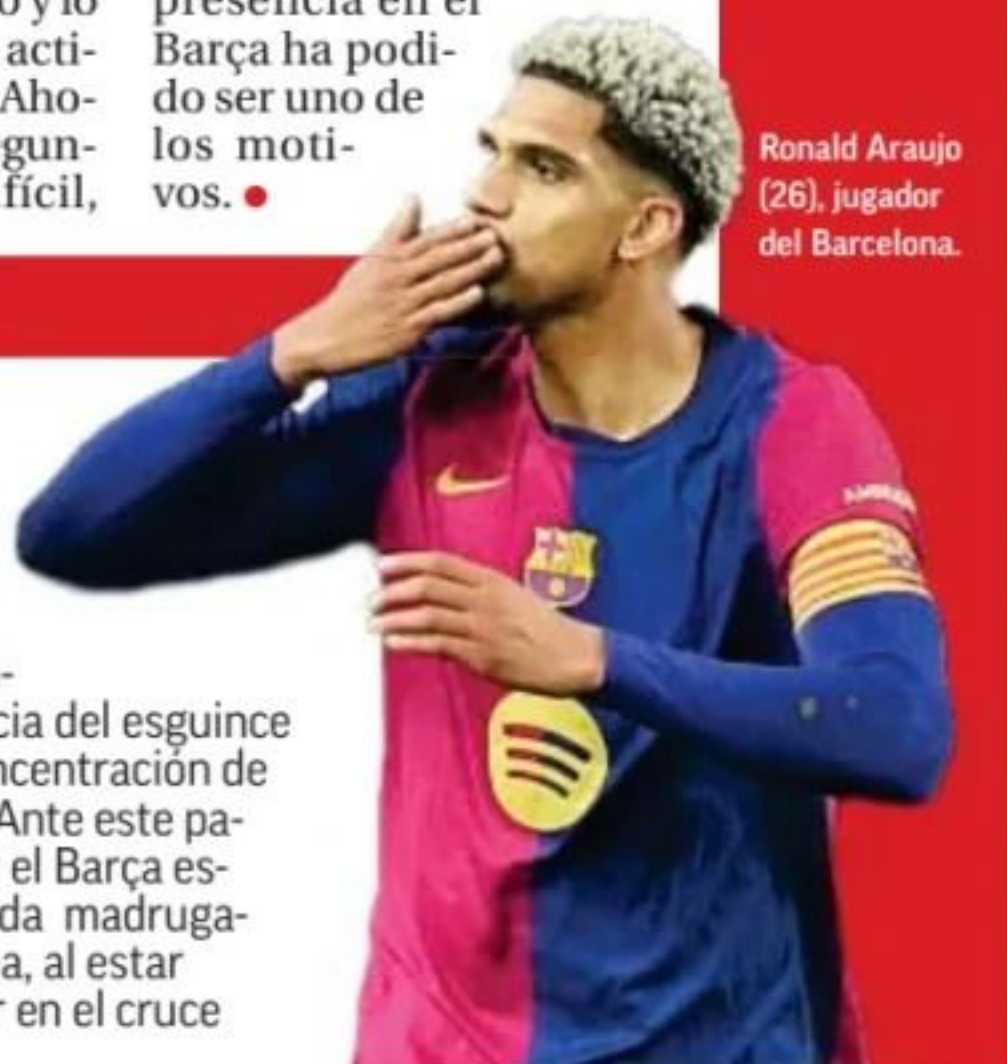 o y lo
acti-
Aho-
gun-
fícil,
presencia en el
Barça ha podi-
do ser uno de
los moti-
vos.
Ronald Araujo
(26), jugador
del Barcelona.
cia del esguince
ncentración de
Ante este pa-
el Barça es-
da madruga-
a, al estar
r en el cruce